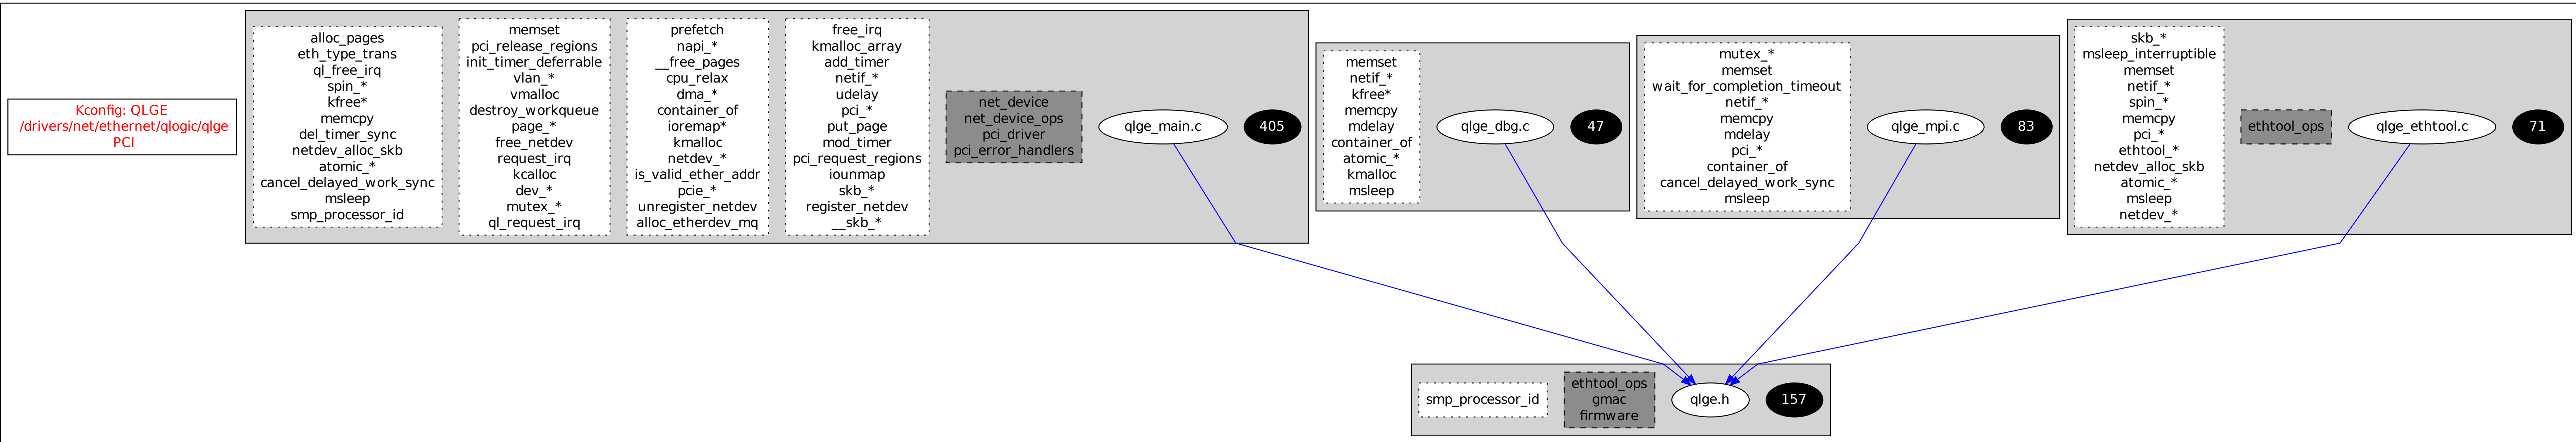 Kconfig: QLGE
/drivers/net/ethernet/qlogic/qlge
PCI
alloc_pages
eth_type_trans
ql_free_irq
spin_*
kfree*
memcpy
del_timer_sync
netdev_alloc_skb
atomic_*
cancel_delayed_work_sync
msleep
smp_processor_id
memset
pci_release_regions
init_timer_deferrable
vlan_*
vmalloc
destroy_workqueue
page_*
free_netdev
request_irq
kcalloc
dev_*
mutex_*
ql_request_irq
prefetch
napi_*
__free_pages
cpu_relax
dma_*
container_of
ioremap*
kmalloc
netdev_*
is_valid_ether_addr
pcie_*
unregister_netdev
alloc_etherdev_mq
free_irq
kmalloc_array
add_timer
netif_*
udelay
pci_*
put_page
mod_timer
pci_request_regions
iounmap
skb_*
register_netdev
__skb_*
net_device
net_device_ops
pci_driver
pci_error_handlers
qlge_main.c
405
memset
netif_*
kfree*
memcpy
mdelay
container_of
atomic_*
kmalloc
msleep
qlge_dbg.c
47
mutex_*
memset
wait_for_completion_timeout
netif_*
memcpy
mdelay
pci_*
container_of
cancel_delayed_work_sync
msleep
qlge_mpi.c
83
skb_*
msleep_interruptible
memset
netif_*
spin_*
memcpy
pci_*
ethtool_*
netdev_alloc_skb
atomic_*
msleep
netdev_*
ethtool_ops
qlge_ethtool.c
71
smp_processor_id
ethtool_ops
gmac
firmware
qlge.h
157